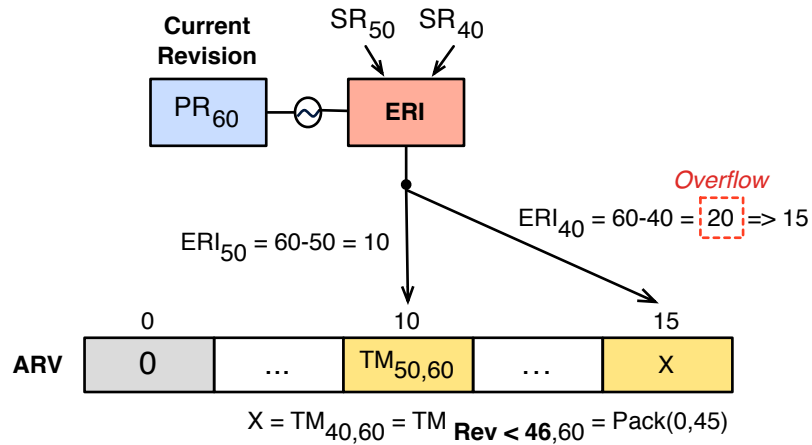 Current
Revision
SR50 SR40
PR60
ERI
Overflow
ERI40 = 60-40 = 20 => 15
ERI50 = 60-50 = 10
0 10 15
ARV 0 ... TM50,60 ... X
X = TM40,60 = TM Rev < 46,60 = Pack(0,45)